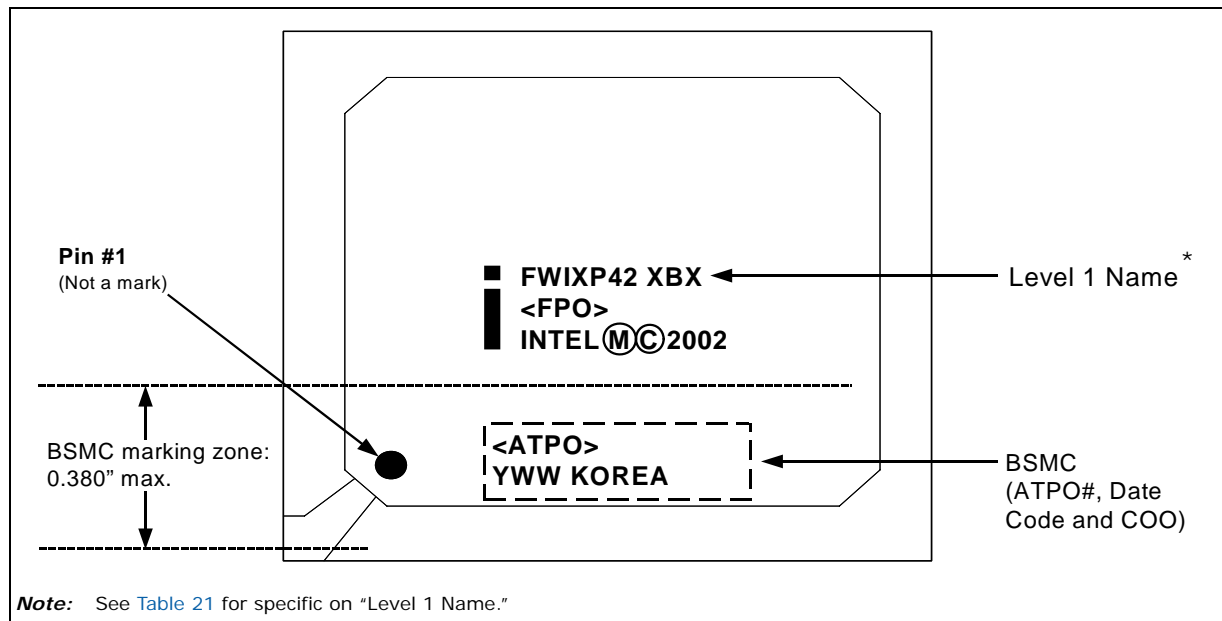 FWIXP42 XBX
<FPO>
INTELⓂ©2002
Level 1 Name*
Pin #1
(Not a mark)
BSMC marking zone:
0.380” max.
<ATPO>
YWW KOREA
BSMC
(ATPO#, Date
Code and COO)
Note: See Table 21 for specific on “Level 1 Name.”